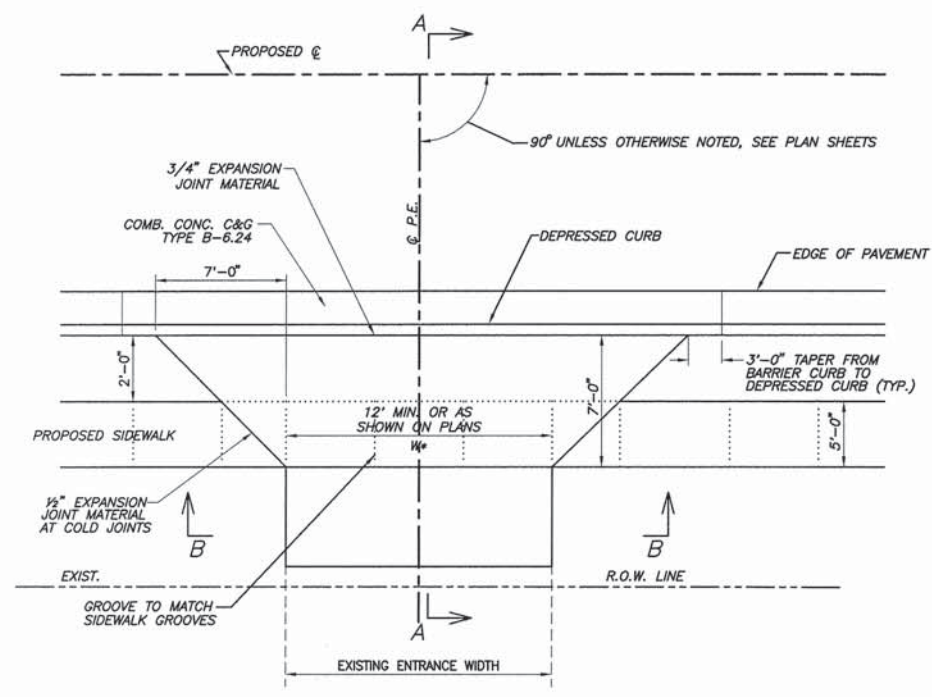 A
PROPOSED ℄
90° UNLESS OTHERWISE NOTED, SEE PLAN SHEETS
3/4" EXPANSION
JOINT MATERIAL
℄ P.E.
COMB. CONC. C&G
TYPE B-6.24
DEPRESSED CURB
EDGE OF PAVEMENT
7'-0"
2'-0"
7'-0"
3'-0" TAPER FROM
BARRIER CURB TO
DEPRESSED CURB (TYP.)
12' MIN. OR AS
SHOWN ON PLANS
W*
PROPOSED SIDEWALK
5'-0"
½" EXPANSION
JOINT MATERIAL
AT COLD JOINTS
B
B
EXIST.
R.O.W. LINE
GROOVE TO MATCH
SIDEWALK GROOVES
A
EXISTING ENTRANCE WIDTH